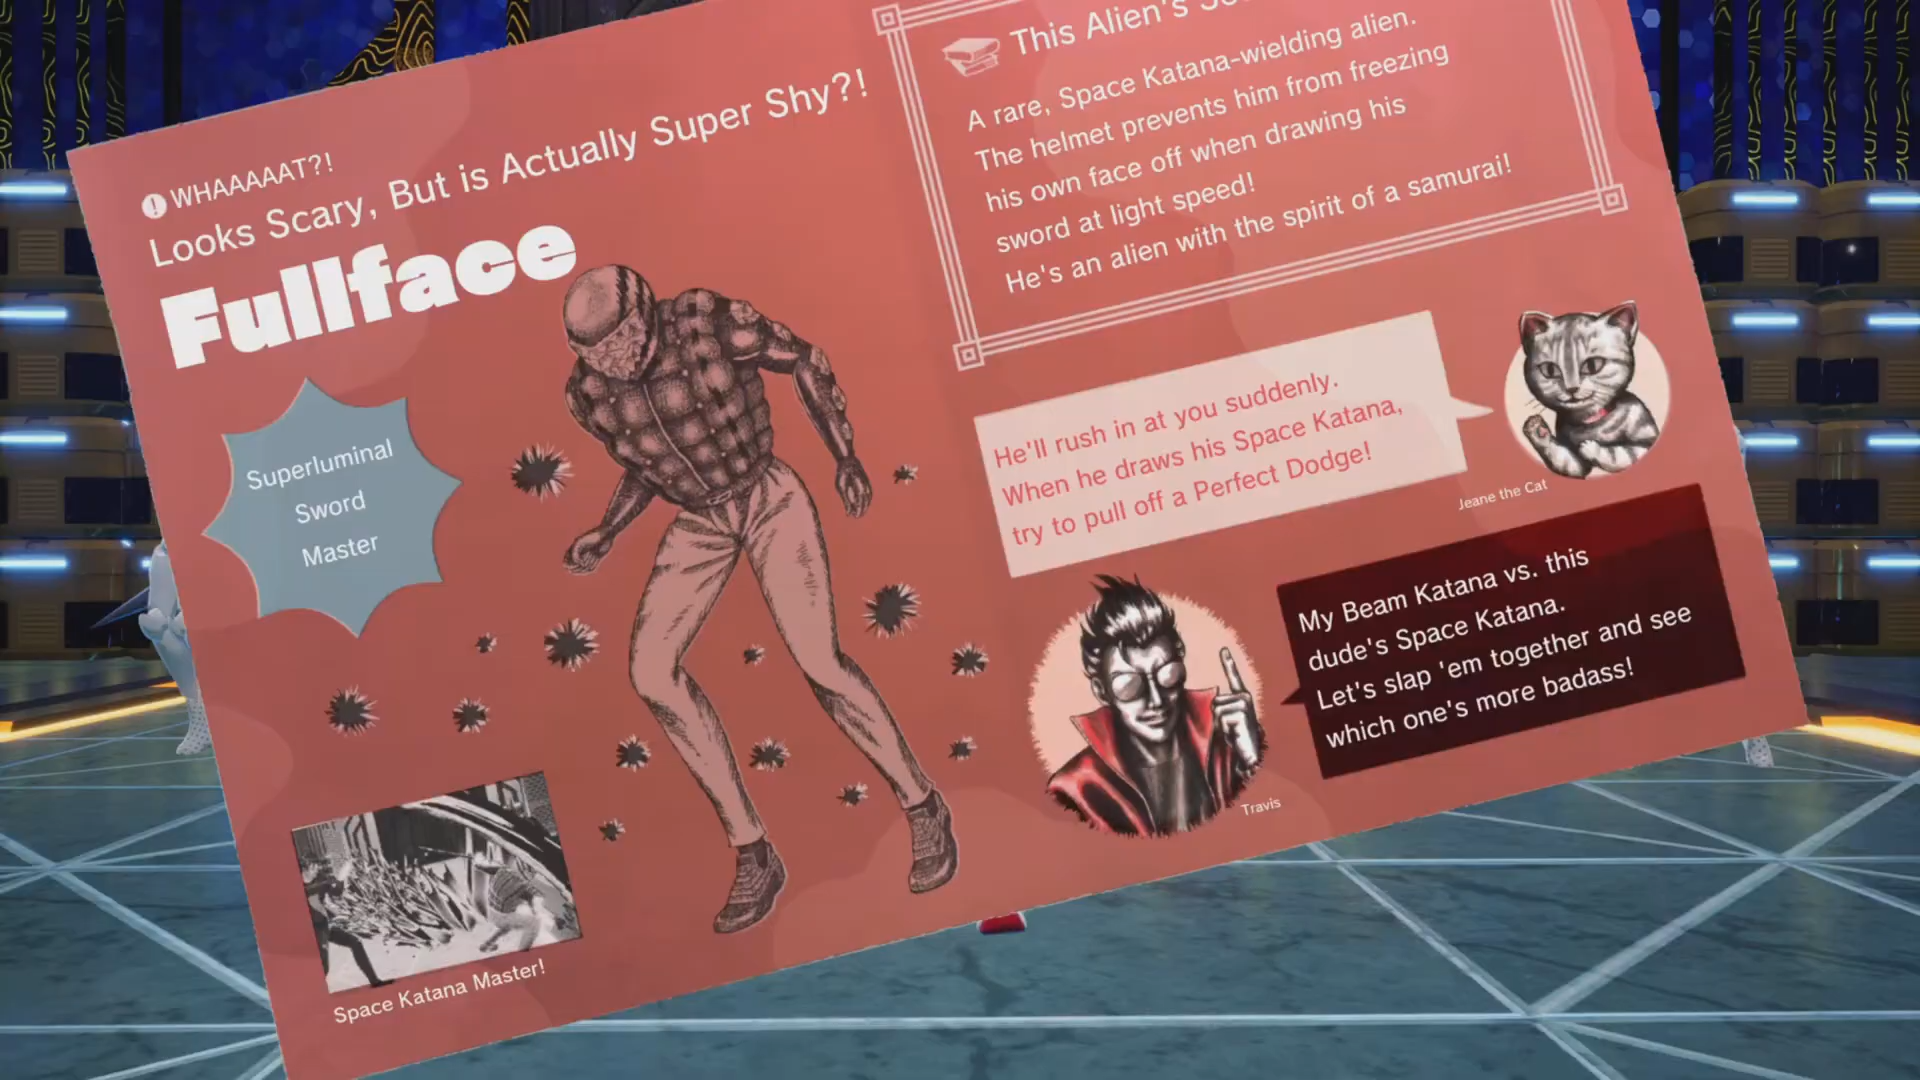 WHAAAAAT?!
Looks Scary, But is Actually Super Shy?!
Fullface
Superluminal
Sword
Master
Space Katana Master!
This Alien's
A rare, Space Katana-wielding alien.
The helmet prevents him from freezing
his own face off when drawing his
sword at light speed!
He's an alien with the spirit of a samurai!
He'll rush in at you suddenly.
When he draws his Space Katana,
try to pull off a Perfect Dodge!
Jeane the Cat
My Beam Katana vs. this
dude's Space Katana.
Let's slap 'em together and see
which one's more badass!
Travis